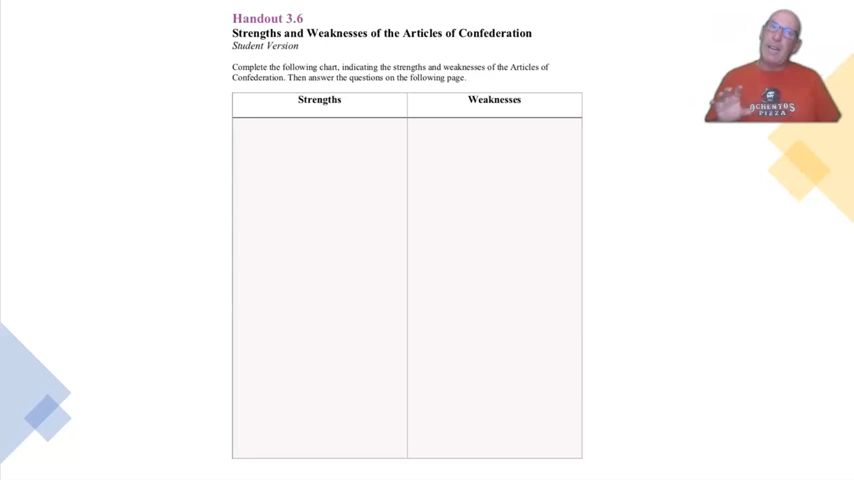 Handout 3.6
Strengths and Weaknesses of the Articles of Confederation
Student Version
Complete the following chart, indicating the strengths and weaknesses of the Articles of
Confederation. Then answer the questions on the following page.
Strengths
Weaknesses
PIZZA